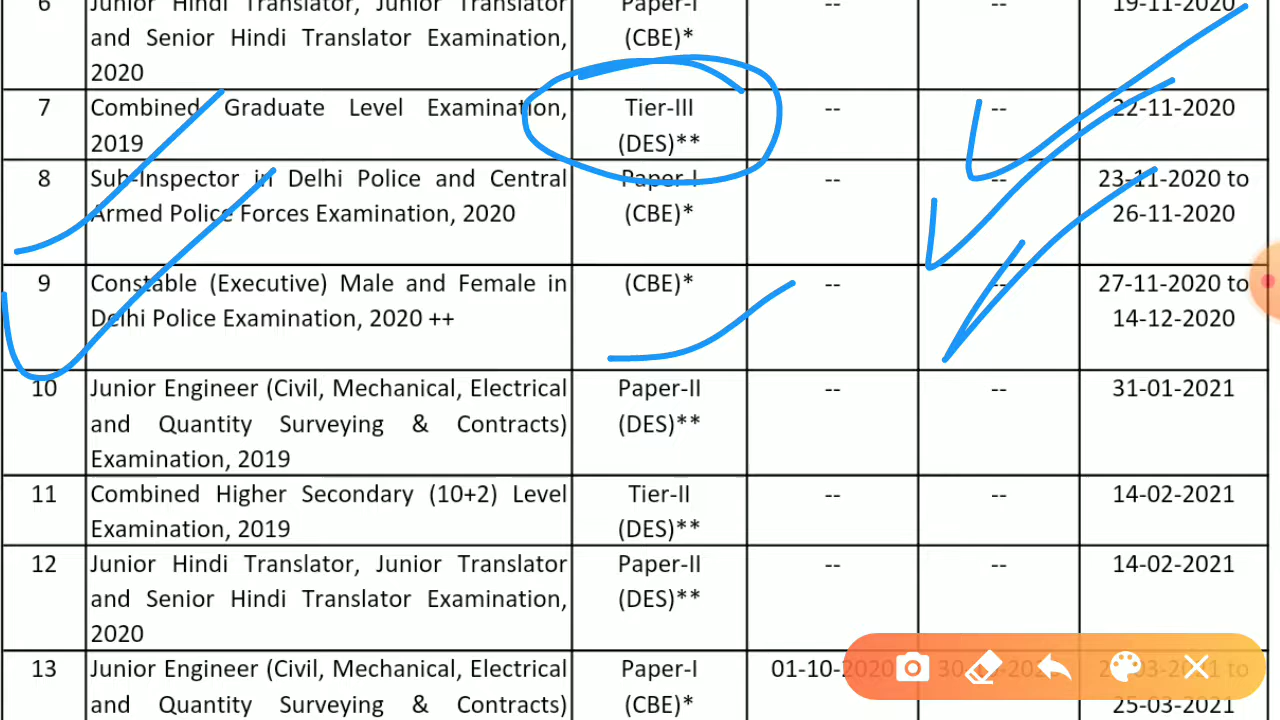 6 Junior Hindi Translator, Junior Translator Paper-I -- -- 19-11-2020
and Senior Hindi Translator Examination, (CBE)*
2020
7 Combined Graduate Level Examination, Tier-III -- -- 22-11-2020
2019 (DES)**
8 Sub-Inspector in Delhi Police and Central Paper-I -- -- 23-11-2020 to
Armed Police Forces Examination, 2020 (CBE)* 26-11-2020
9 Constable (Executive) Male and Female in (CBE)* -- -- 27-11-2020 to
Delhi Police Examination, 2020 ++ 14-12-2020
10 Junior Engineer (Civil, Mechanical, Electrical Paper-II -- -- 31-01-2021
and Quantity Surveying & Contracts) (DES)**
Examination, 2019
11 Combined Higher Secondary (10+2) Level Tier-II -- -- 14-02-2021
Examination, 2019 (DES)**
12 Junior Hindi Translator, Junior Translator Paper-II -- -- 14-02-2021
and Senior Hindi Translator Examination, (DES)**
2020
13 Junior Engineer (Civil, Mechanical, Electrical Paper-I 01-10-2020 to
and Quantity Surveying & Contracts) (CBE)* 25-03-2021